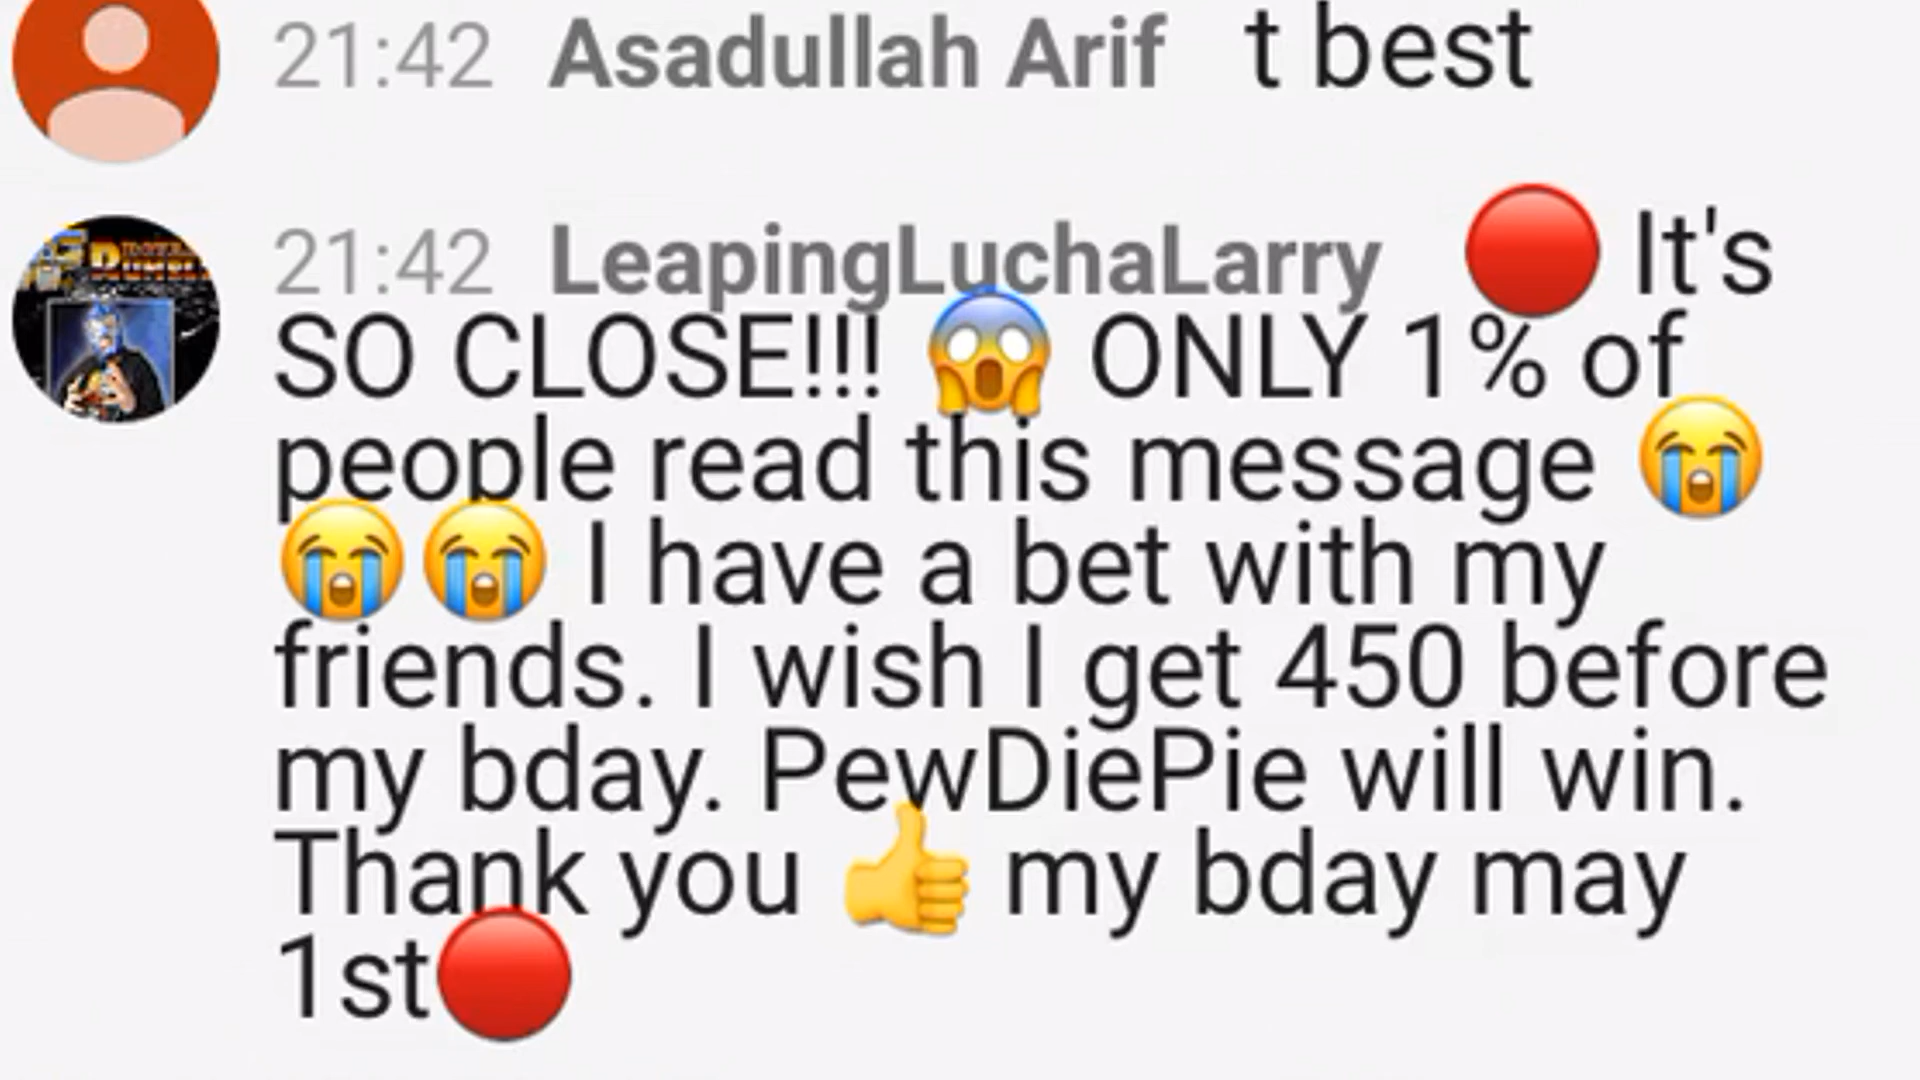 21:42 Asadullah Arif t best
21:42 LeapingLuchaLarry 🔴 It's
SO CLOSE!!! 😱 ONLY 1% of
people read this message 😭
😭😭 I have a bet with my
friends. I wish I get 450 before
my bday. PewDiePie will win.
Thank you 👍 my bday may
1st🔴